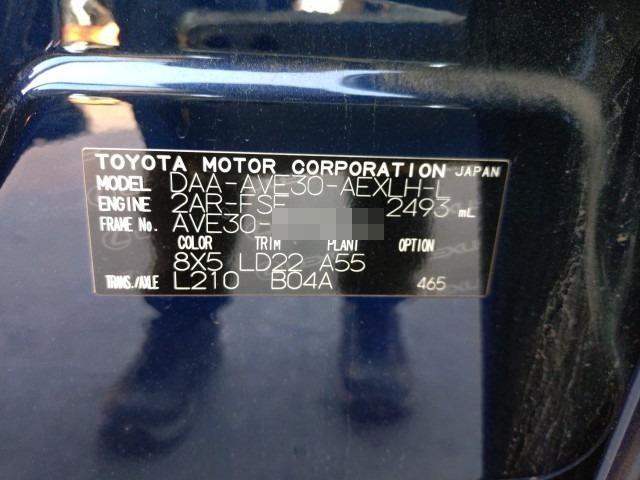 TOYOTA MOTOR CORPORATION JAPAN
MODEL DAA-AVE30-AEXLH-L
ENGINE 2AR-FSE 2493 mL
FRAME No. AVE30-
COLOR TRIM PLANT OPTION
8X5 LD22 A55
TRANS./AXLE L210 B04A 465